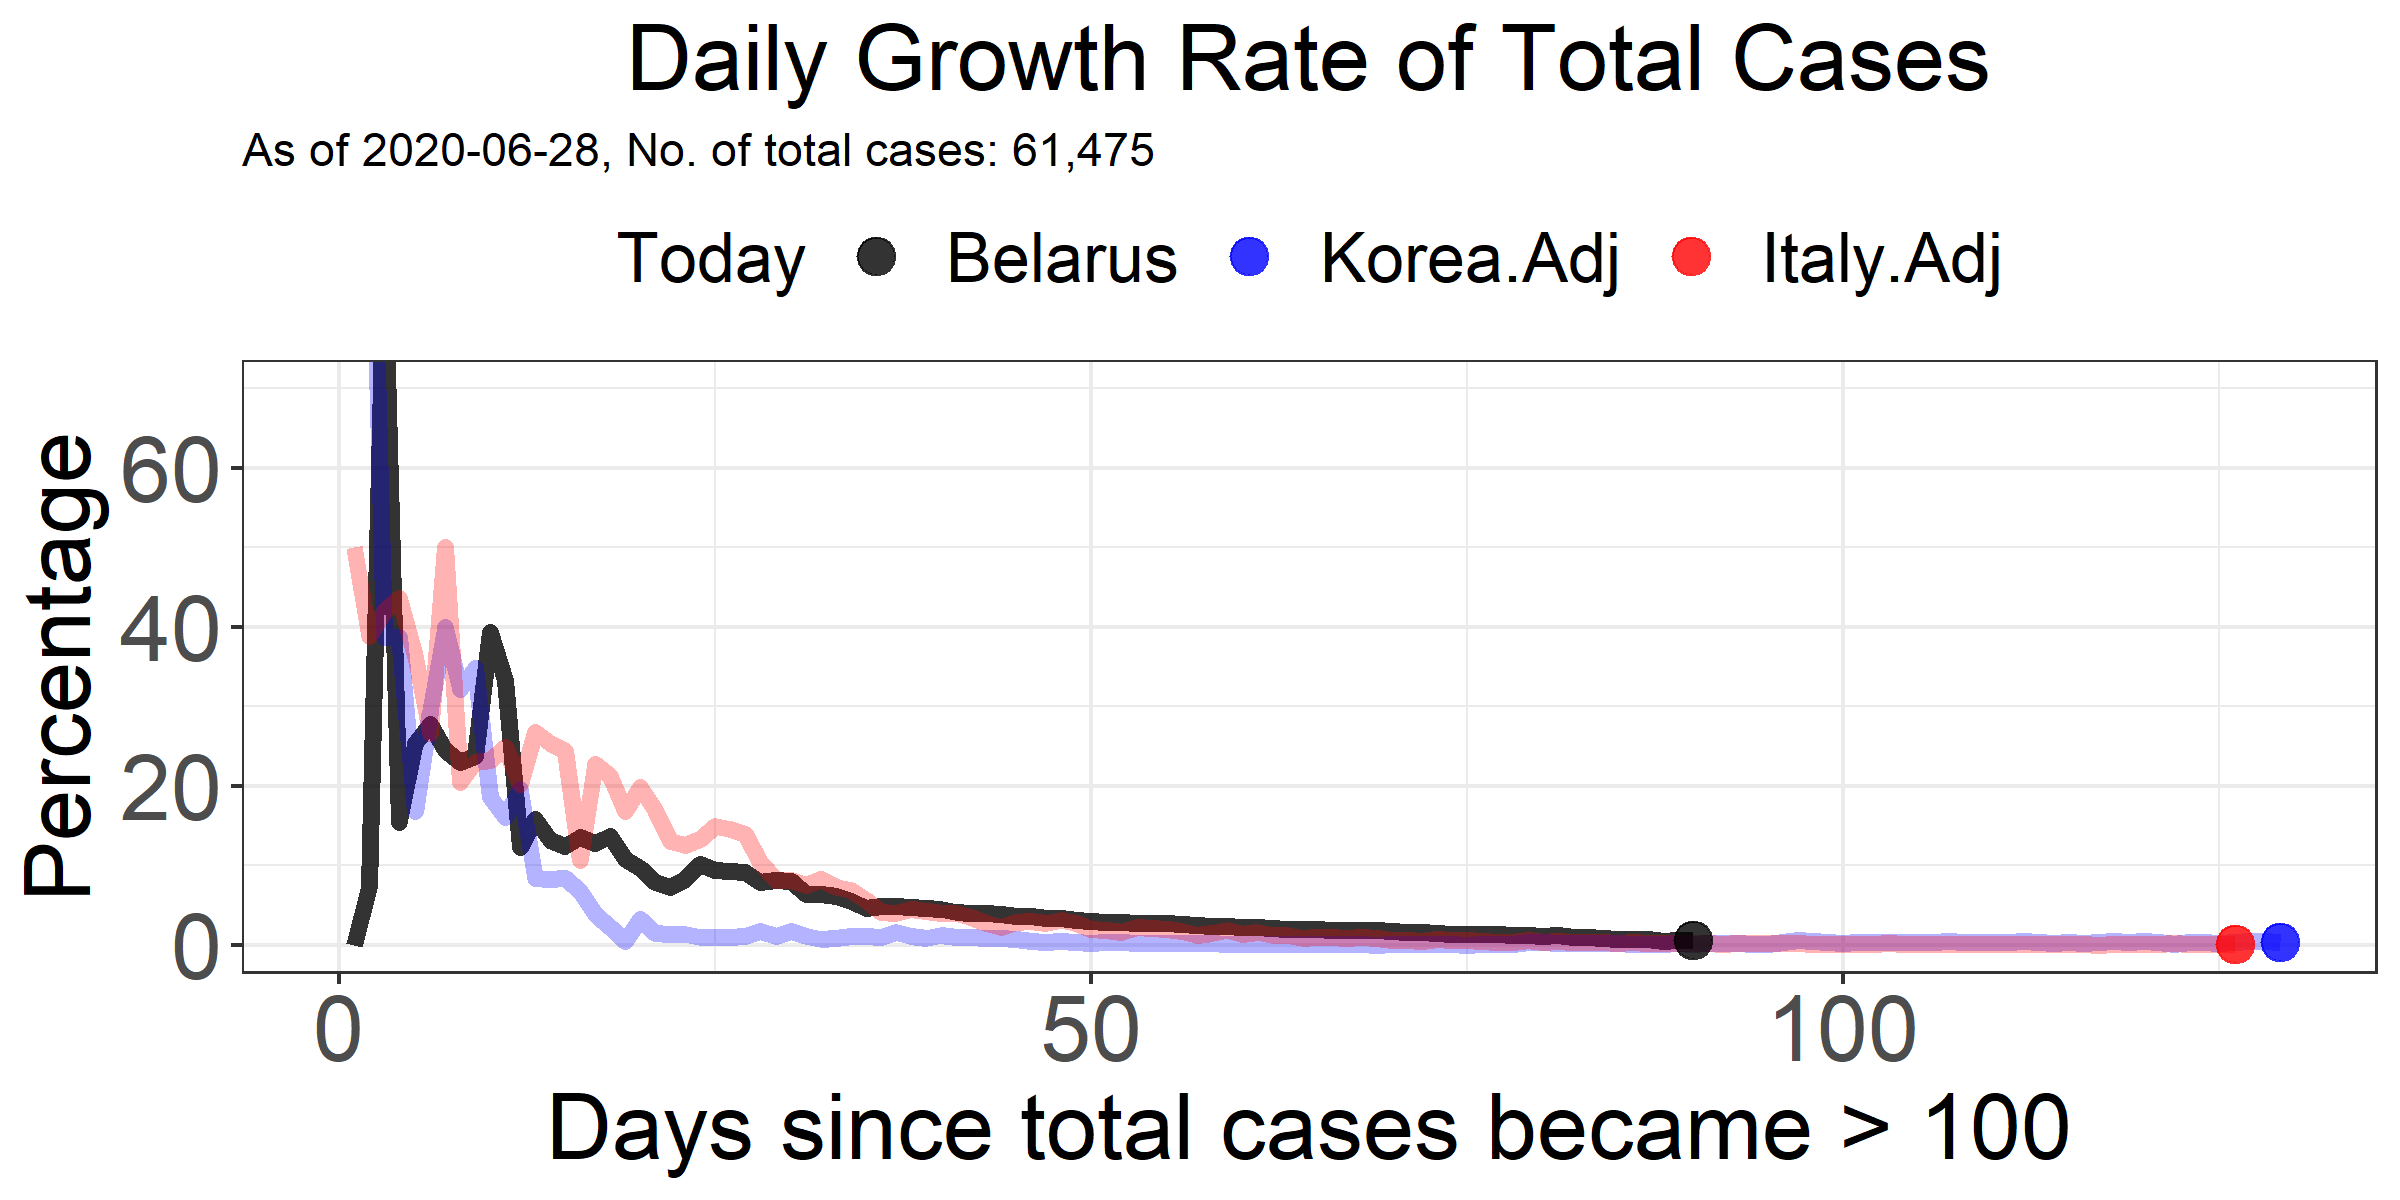 Daily Growth Rate of Total Cases
As of 2020-06-28, No. of total cases: 61,475
Today Belarus Korea.Adj Italy.Adj
Percentage
60
40
20
0
0 50 100
Days since total cases became > 100